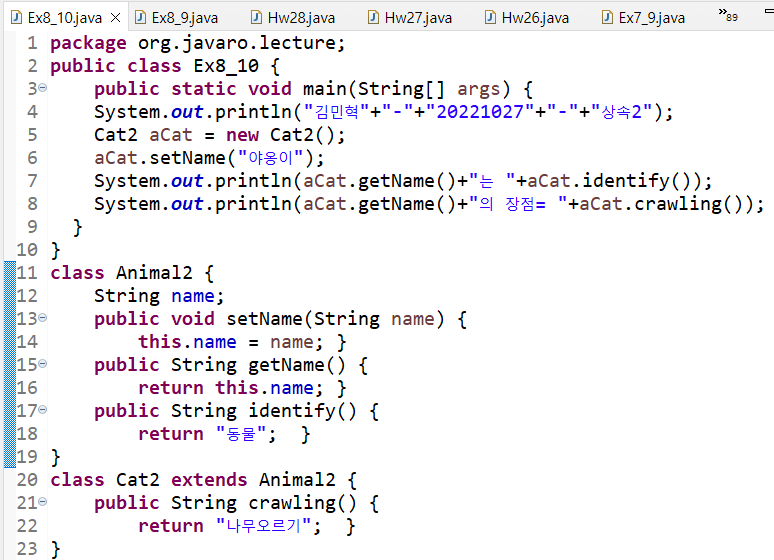 Ex8_10.java Ex8_9.java Hw28.java Hw27.java Hw26.java Ex7_9.java »89
1 package org.javaro.lecture;
2 public class Ex8_10 {
3 public static void main(String[] args) {
4 System.out.println("김민혁"+"-"+"20221027"+"-"+"상속2");
5 Cat2 aCat = new Cat2();
6 aCat.setName("야옹이");
7 System.out.println(aCat.getName()+"는 "+aCat.identify());
8 System.out.println(aCat.getName()+"의 장점= "+aCat.crawling());
9 }
10 }
11 class Animal2 {
12 String name;
13 public void setName(String name) {
14 this.name = name; }
15 public String getName() {
16 return this.name; }
17 public String identify() {
18 return "동물"; }
19 }
20 class Cat2 extends Animal2 {
21 public String crawling() {
22 return "나무오르기"; }
23 }